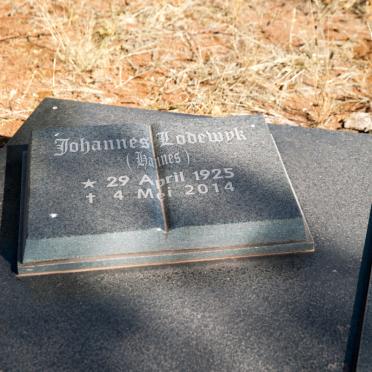 Johannes Lodewyk
(Hannes)
★ 29 April 1925
✝ 4 Mei 2014